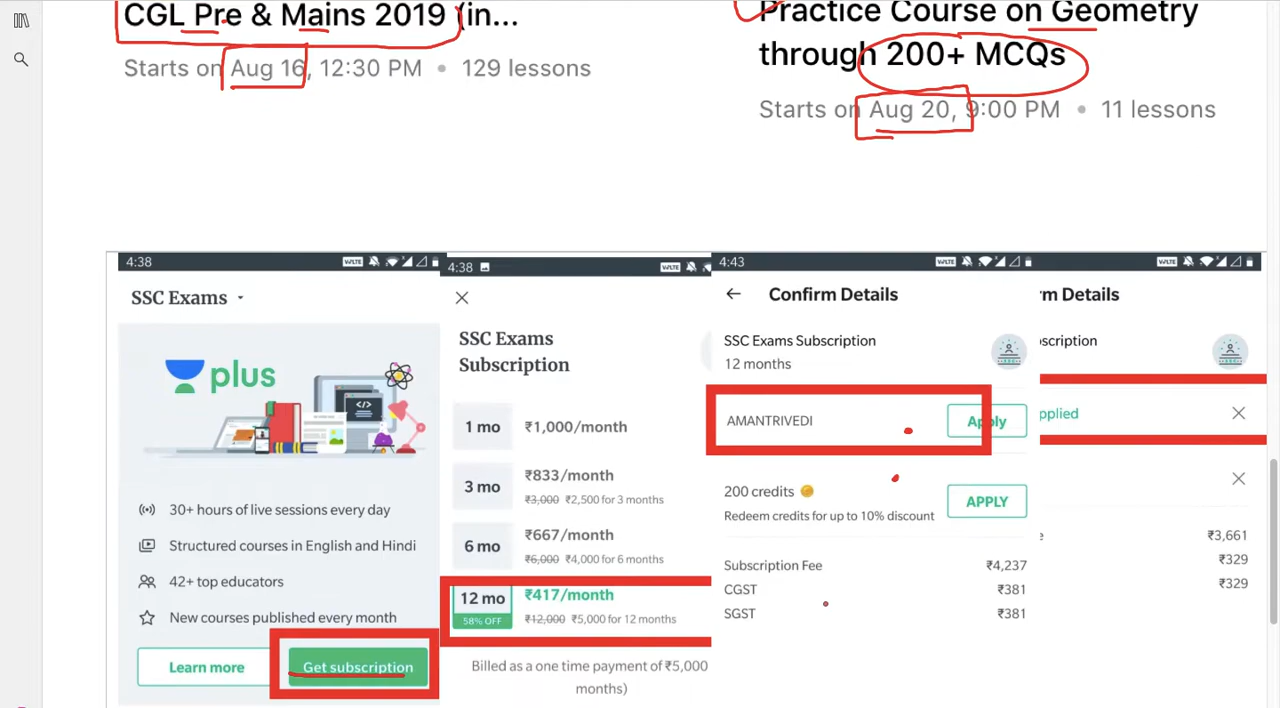 CGL Pre & Mains 2019 (in...
Starts on Aug 16, 12:30 PM • 129 lessons
Practice Course on Geometry
through 200+ MCQs
Starts on Aug 20, 9:00 PM • 11 lessons
4:38
VoLTE
SSC Exams
plus
30+ hours of live sessions every day
Structured courses in English and Hindi
42+ top educators
New courses published every month
Learn more
Get subscription
4:38
VoLTE
SSC Exams
Subscription
1 mo ₹1,000/month
3 mo ₹833/month
₹3,000 ₹2,500 for 3 months
6 mo ₹667/month
₹6,000 ₹4,000 for 6 months
12 mo ₹417/month
58% OFF ₹12,000 ₹5,000 for 12 months
Billed as a one time payment of ₹5,000
months)
4:43
VoLTE
Confirm Details
SSC Exams Subscription
12 months
AMANTRIVEDI Apply
200 credits
Redeem credits for up to 10% discount
APPLY
Subscription Fee ₹4,237
CGST ₹381
SGST ₹381
VoLTE
rm Details
oscription
pplied
e ₹3,661
₹329
₹329